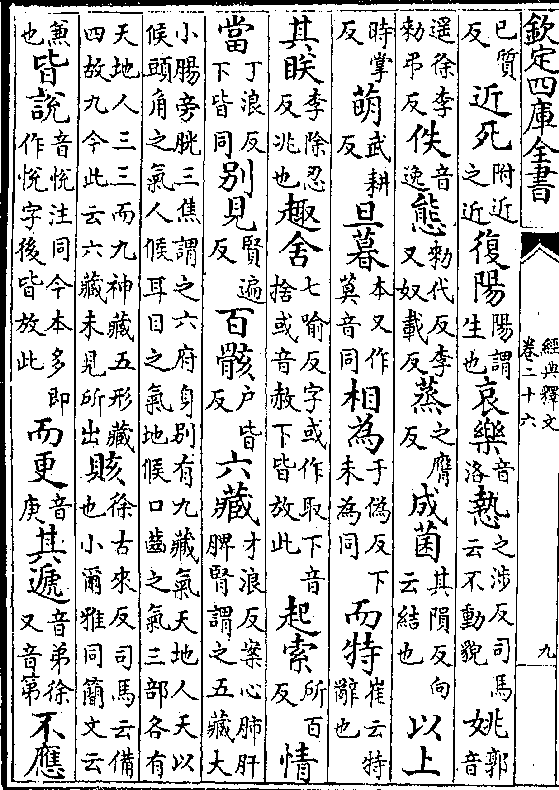 欽定四庫全書
經典釋文
卷二十六
九
已質反近死附近之近復陽陽謂生也哀樂音洛慹之涉反司馬云不動貌姚郭音
遥徐李勑弔反佚音逸態勑代反李又奴載反蒸之膺反成菌其隕反向云結也以上
時掌反萌武耕反旦暮本又作莫音同相為于偽反下未為同而特崔云特辭也
其眹李除忍反兆也趣舍七喻反字或作取下音捨或音赦下皆放此起索所百反情
當丁浪反下皆同别見賢遍反百骸户皆反六藏才浪反案心肺肝脾腎謂之五藏大
小腸旁胱三焦謂之六府身别有九藏氣天地人天以候頭角之氣人候耳目之氣地候口齒之氣三部各有
天地人三三而九神藏五形藏四故九今此云六藏未見所出賅徐古來反司馬云備也小爾雅同簡文云
兼也皆說音悦注同今本多即作悦字後皆放此而更音庚其遞音弟徐又音第不應